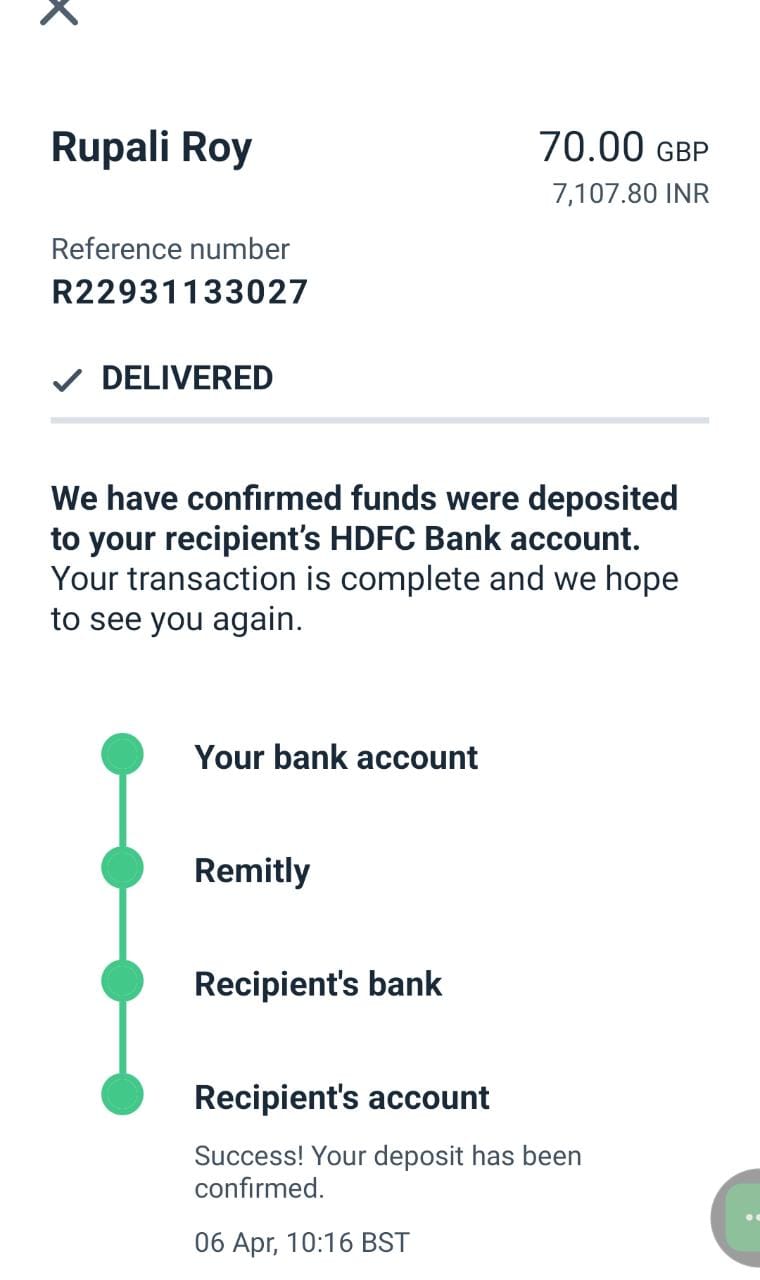 Rupali Roy
70.00 GBP
7,107.80 INR
Reference number
R22931133027
DELIVERED
We have confirmed funds were deposited
to your recipient’s HDFC Bank account.
Your transaction is complete and we hope
to see you again.
Your bank account
Remitly
Recipient's bank
Recipient's account
Success! Your deposit has been
confirmed.
06 Apr, 10:16 BST